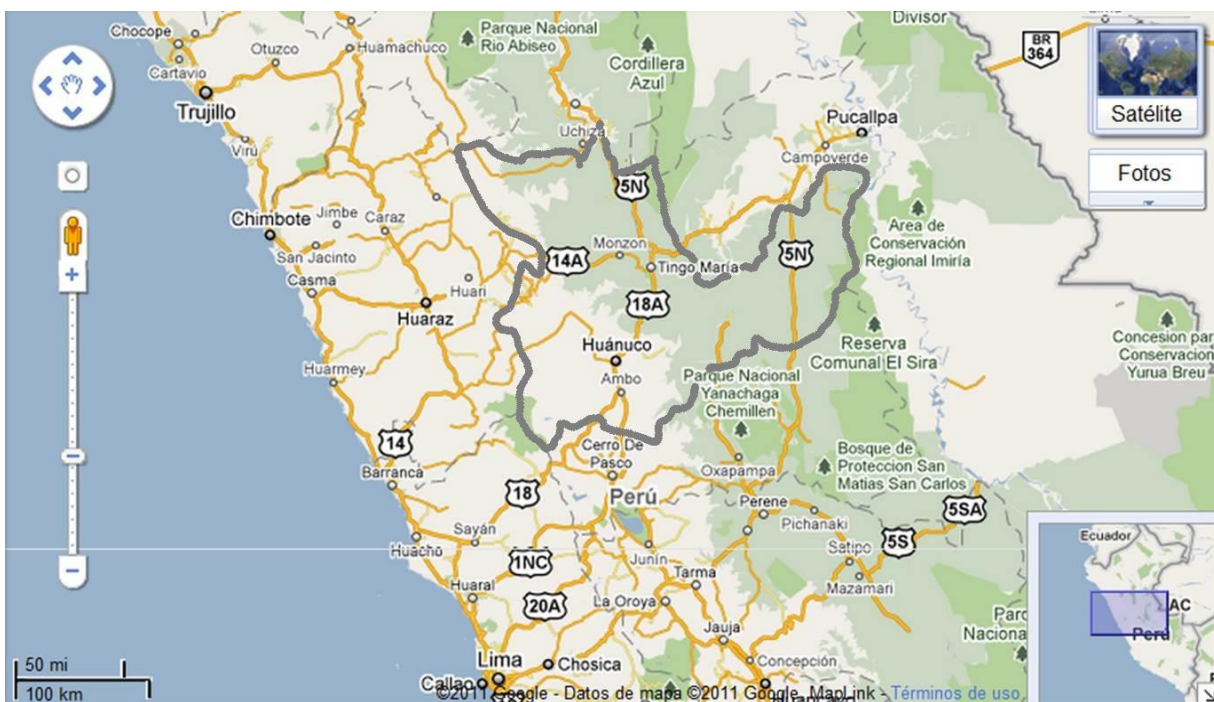 Chocope
Cartavio
Trujillo
Virú
Otuzco
Huamachuco
Parque Nacional
Rio Abiseo
Cordillera
Azul
Divisor
BR
364
Satélite
Fotos
Uchiza
Pucallpa
Campoverde
5N
Chimbote
Jimbe
Caraz
San Jacinto
Casma
Huari
Huaraz
14A
Monzon
Tingo María
5N
Area de
Conservación
Regional Imiría
18A
Huánuco
Ambo
Huarmey
Parque Nacional
Yanachaga
Chemillen
Reserva
Comunal El Sira
Concesión par
Conservacion
Yurua Breu
14
Barranca
Cerro De
Pasco
Oxapampa
Bosque de
Proteccion San
Matias San Carlos
18
Perú
Perene
Pichanaki
5SA
Sayán
Huacho
1NC
Junín
Satipo
5S
Mazamari
Tarma
Huaral
20A
La Oroya
Jauja
Concepción
Parc
Naciona
Ecuador
AC
Perú
Lima
Chosica
Callao
50 mi
100 km
©2011 Google - Datos de mapa ©2011 Google, MapLink - Términos de uso